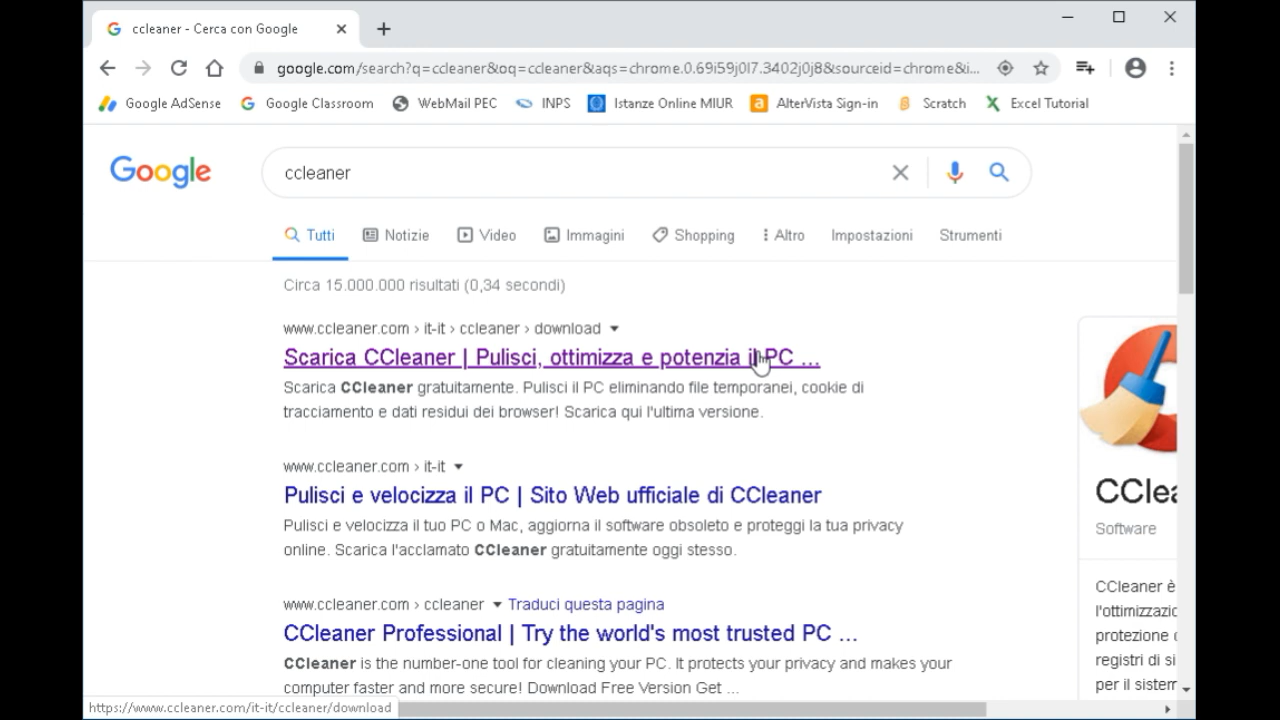 ccleaner - Cerca con Google
google.com/search?q=ccleaner&oq=ccleaner&aqs=chrome.0.69i59j0l7.3402j0j8&sourceid=chrome&i...
Google AdSense Google Classroom WebMail PEC INPS Istanze Online MIUR AlterVista Sign-in Scratch Excel Tutorial
Google ccleaner
Tutti Notizie Video Immagini Shopping Altro Impostazioni Strumenti
Circa 15.000.000 risultati (0,34 secondi)
www.ccleaner.com › it-it › ccleaner › download
Scarica CCleaner | Pulisci, ottimizza e potenzia il PC ...
Scarica CCleaner gratuitamente. Pulisci il PC eliminando file temporanei, cookie di
tracciamento e dati residui dei browser! Scarica qui l'ultima versione.
www.ccleaner.com › it-it
Pulisci e velocizza il PC | Sito Web ufficiale di CCleaner
Pulisci e velocizza il tuo PC o Mac, aggiorna il software obsoleto e proteggi la tua privacy
online. Scarica l'acclamato CCleaner gratuitamente oggi stesso.
www.ccleaner.com › ccleaner Traduci questa pagina
CCleaner Professional | Try the world's most trusted PC ...
CCleaner is the number-one tool for cleaning your PC. It protects your privacy and makes your
computer faster and more secure! Download Free Version Get ...
CClea
Software
CCleaner è
l'ottimizzazio
protezione
registri di si
per il sistem
https://www.ccleaner.com/it-it/ccleaner/download